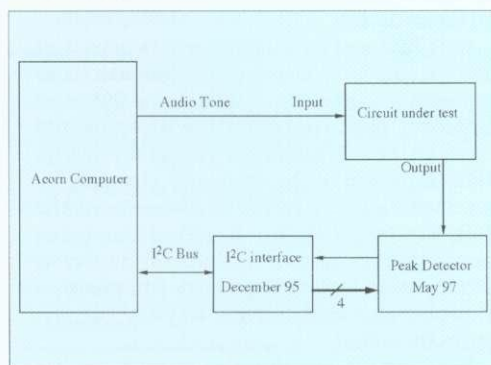 Audio Tone
Input
Circuit under test
Acorn Computer
Output
I²C Bus
I²C interface
December 95
4
Peak Detector
May 97